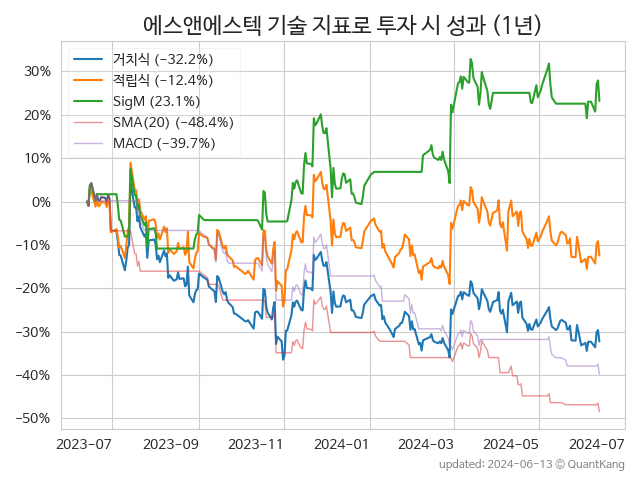 에스앤에스텍 기술 지표로 투자 시 성과 (1년)
거치식 (−32.2%)
적립식 (−12.4%)
SigM (23.1%)
SMA(20) (−48.4%)
MACD (−39.7%)
30%
20%
10%
0%
−10%
−20%
−30%
−40%
−50%
2023-07 2023-09 2023-11 2024-01 2024-03 2024-05 2024-07
updated: 2024-06-13 ⓒ QuantKang